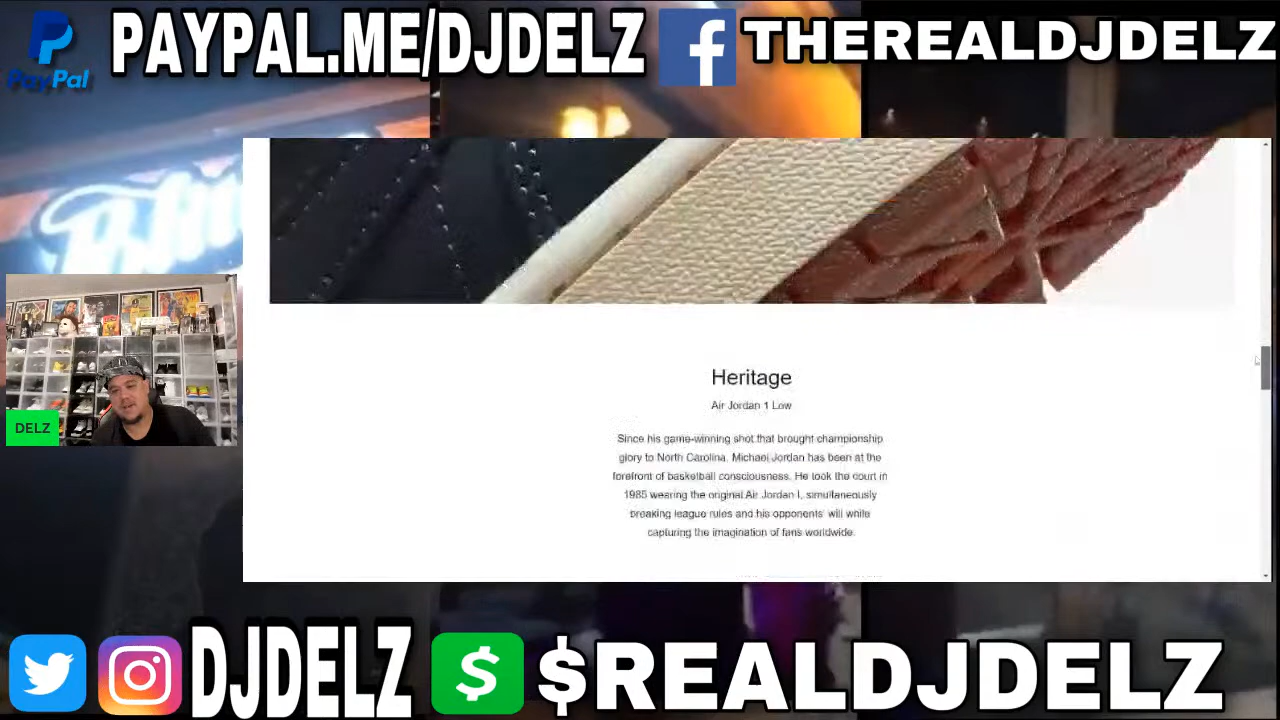 PayPal
PAYPAL.ME/DJDELZ
THEREALDJDELZ
DELZ
Heritage
Air Jordan 1 Low
Since his game-winning shot that brought championship
glory to North Carolina, Michael Jordan has been at the
forefront of basketball consciousness. He took the court in
1985 wearing the original Air Jordan I, simultaneously
breaking league rules and his opponents' will while
capturing the imagination of fans worldwide.
DJDELZ
$REALDJDELZ